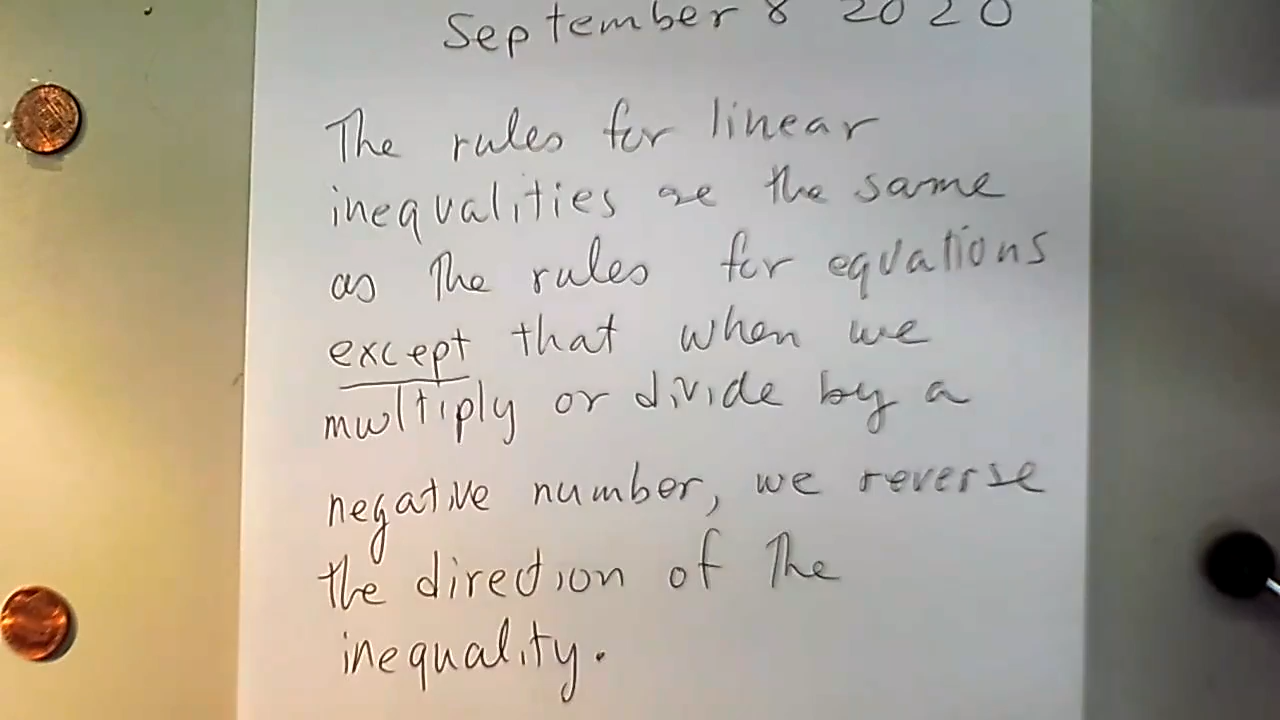 September 8 2020
The rules for linear
inequalities are the same
as the rules for equations
except that when we
multiply or divide by a
negative number, we reverse
the direction of the
inequality.